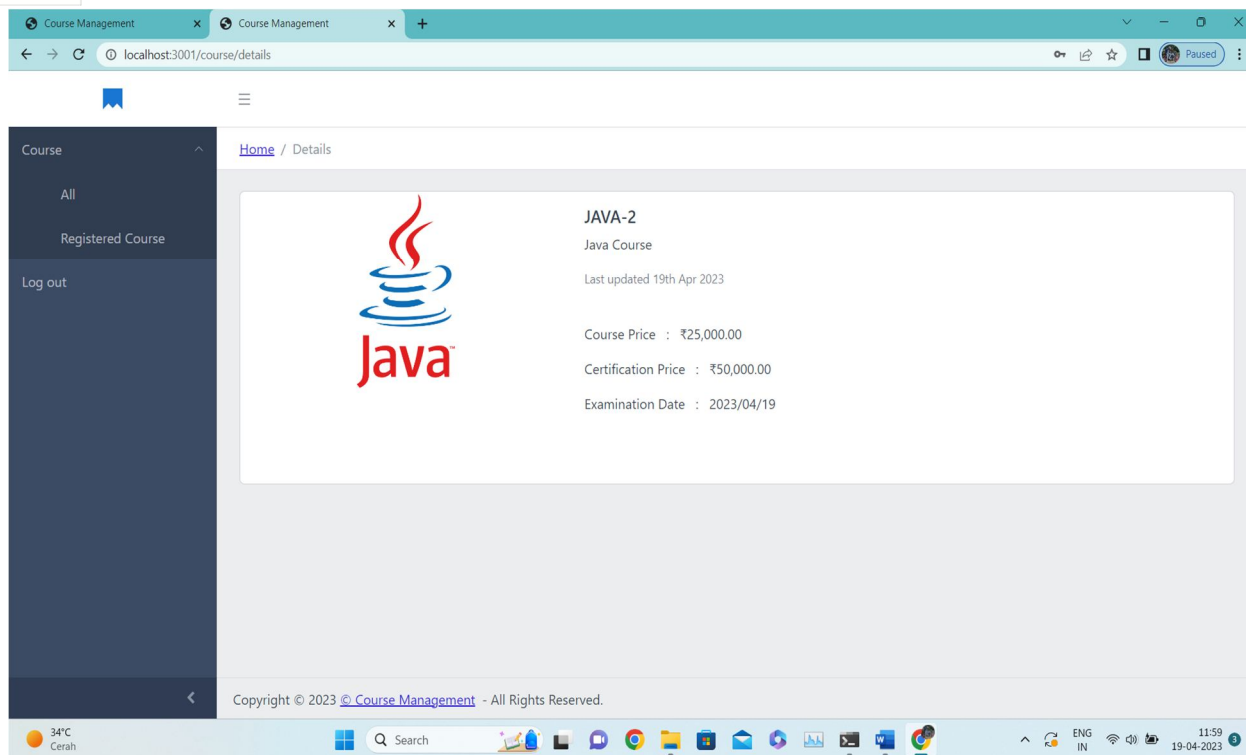 Course Management
Course Management
localhost:3001/course/details
Paused
Course
Home / Details
All
Registered Course
Log out
Java™
JAVA-2
Java Course
Last updated 19th Apr 2023
Course Price : ₹25,000.00
Certification Price : ₹50,000.00
Examination Date : 2023/04/19
Copyright © 2023 © Course Management - All Rights Reserved.
34°C
Cerah
Search
W
ENG
IN
11:59
19-04-2023
3